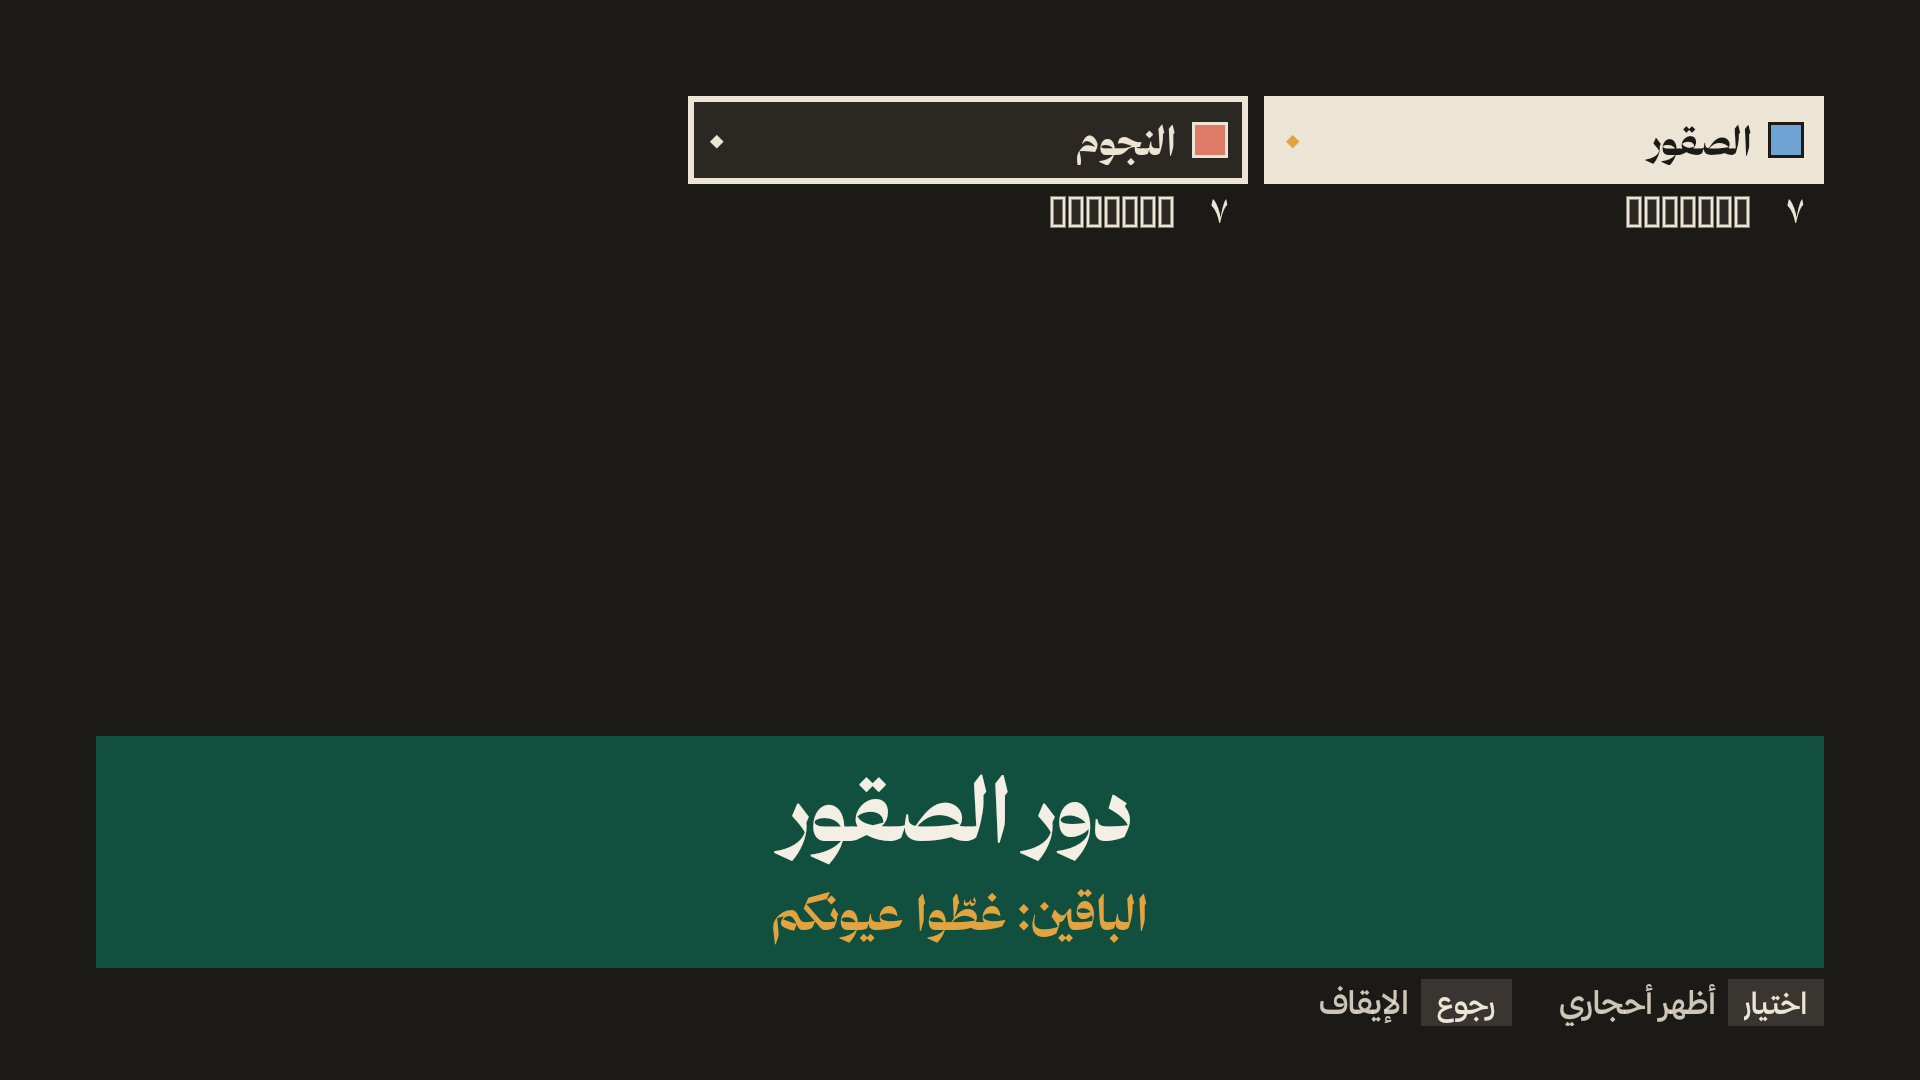 الصقور
٧
النجوم
٧
دور الصقور
الباقين: غطّوا عيونكم
اختيار أظهر أحجاري رجوع الإيقاف